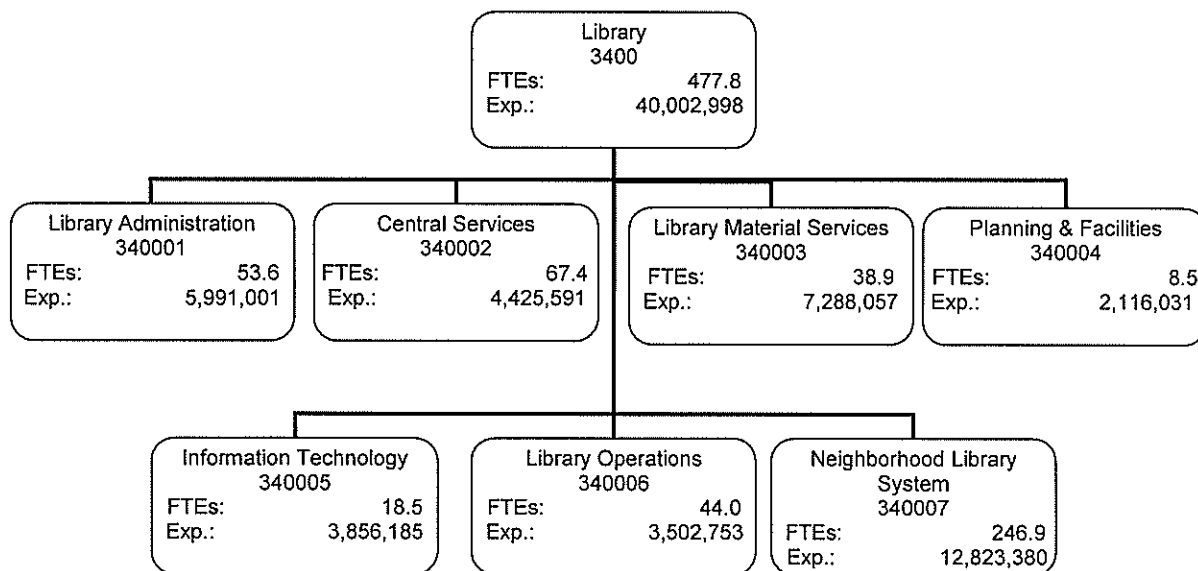 Library
3400
FTEs: 477.8
Exp.: 40,002,998
Library Administration
340001
FTEs: 53.6
Exp.: 5,991,001
Central Services
340002
FTEs: 67.4
Exp.: 4,425,591
Library Material Services
340003
FTEs: 38.9
Exp.: 7,288,057
Planning & Facilities
340004
FTEs: 8.5
Exp.: 2,116,031
Information Technology
340005
FTEs: 18.5
Exp.: 3,856,185
Library Operations
340006
FTEs: 44.0
Exp.: 3,502,753
Neighborhood Library
System
340007
FTEs: 246.9
Exp.: 12,823,380